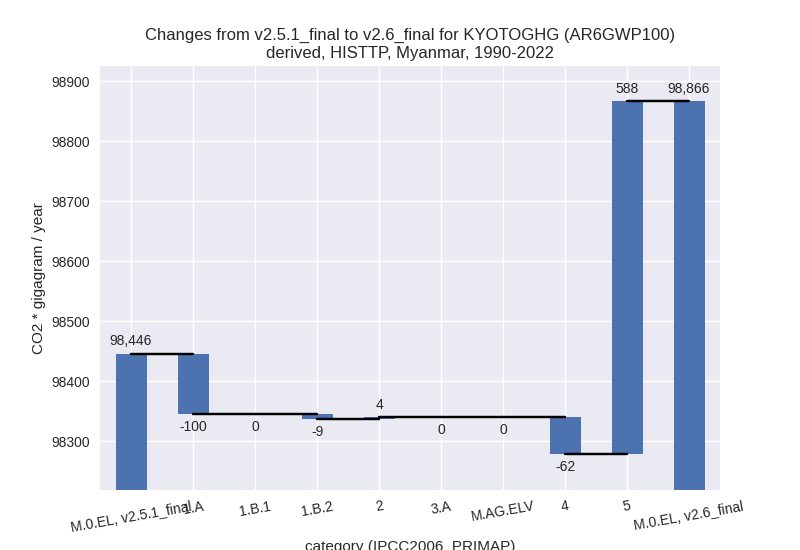 Changes from v2.5.1_final to v2.6_final for KYOTOGHG (AR6GWP100)
derived, HISTTP, Myanmar, 1990-2022
CO2 * gigagram / year
98900
98800
98700
98600
98500
98400
98300
98,446
-100
0
-9
4
0
0
-62
588
98,866
M.0.EL, v2.5.1_final
1.A
1.B.1
1.B.2
2
3.A
M.AG.ELV
4
5
M.0.EL, v2.6_final
category (IPCC2006_PRIMAP)